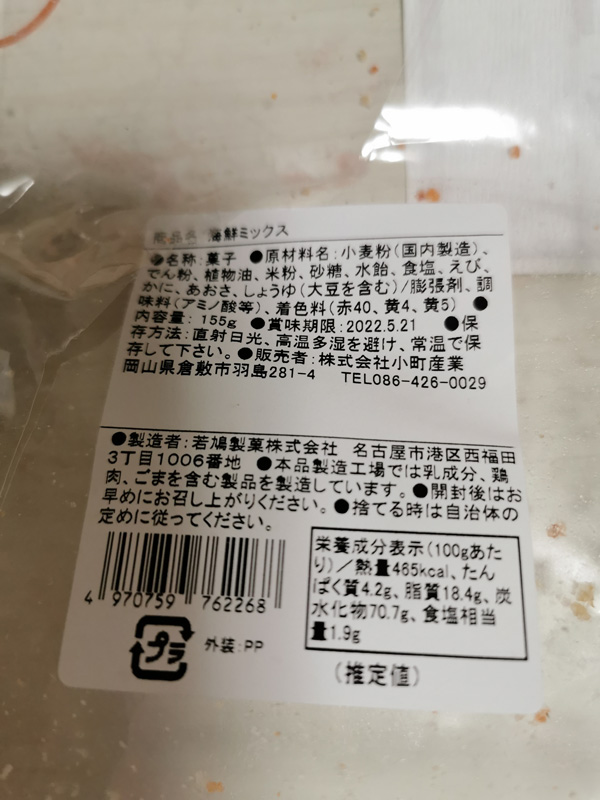 商品名 海鮮ミックス
●名称:菓子 ●原材料名:小麦粉(国内製造)、
でん粉、植物油、米粉、砂糖、水飴、食塩、えび、
かに、あおさ、しょうゆ(大豆を含む)/膨張剤、調
味料(アミノ酸等)、着色料(赤40、黄4、黄5) ●
内容量: 155g ●賞味期限:2022.5.21 ●保
存方法:直射日光、高温多湿を避け、常温で保
存して下さい。●販売者:株式会社小町産業
岡山県倉敷市羽島281-4 TEL086-426-0029
●製造者:若鳩製菓株式会社 名古屋市港区西福田
3丁目1006番地 ●本品製造工場では乳成分、鶏
肉、ごまを含む製品を製造しています。●開封後はお
早めにお召し上がりください。●捨てる時は自治体の
定めに従ってください。
4 970759 762268
プラ
外装:PP
栄養成分表示(100gあた
り)/熱量465kcal、たん
ぱく質4.2g、脂質18.4g、炭
水化物70.7g、食塩相当
量1.9g
(推定値)